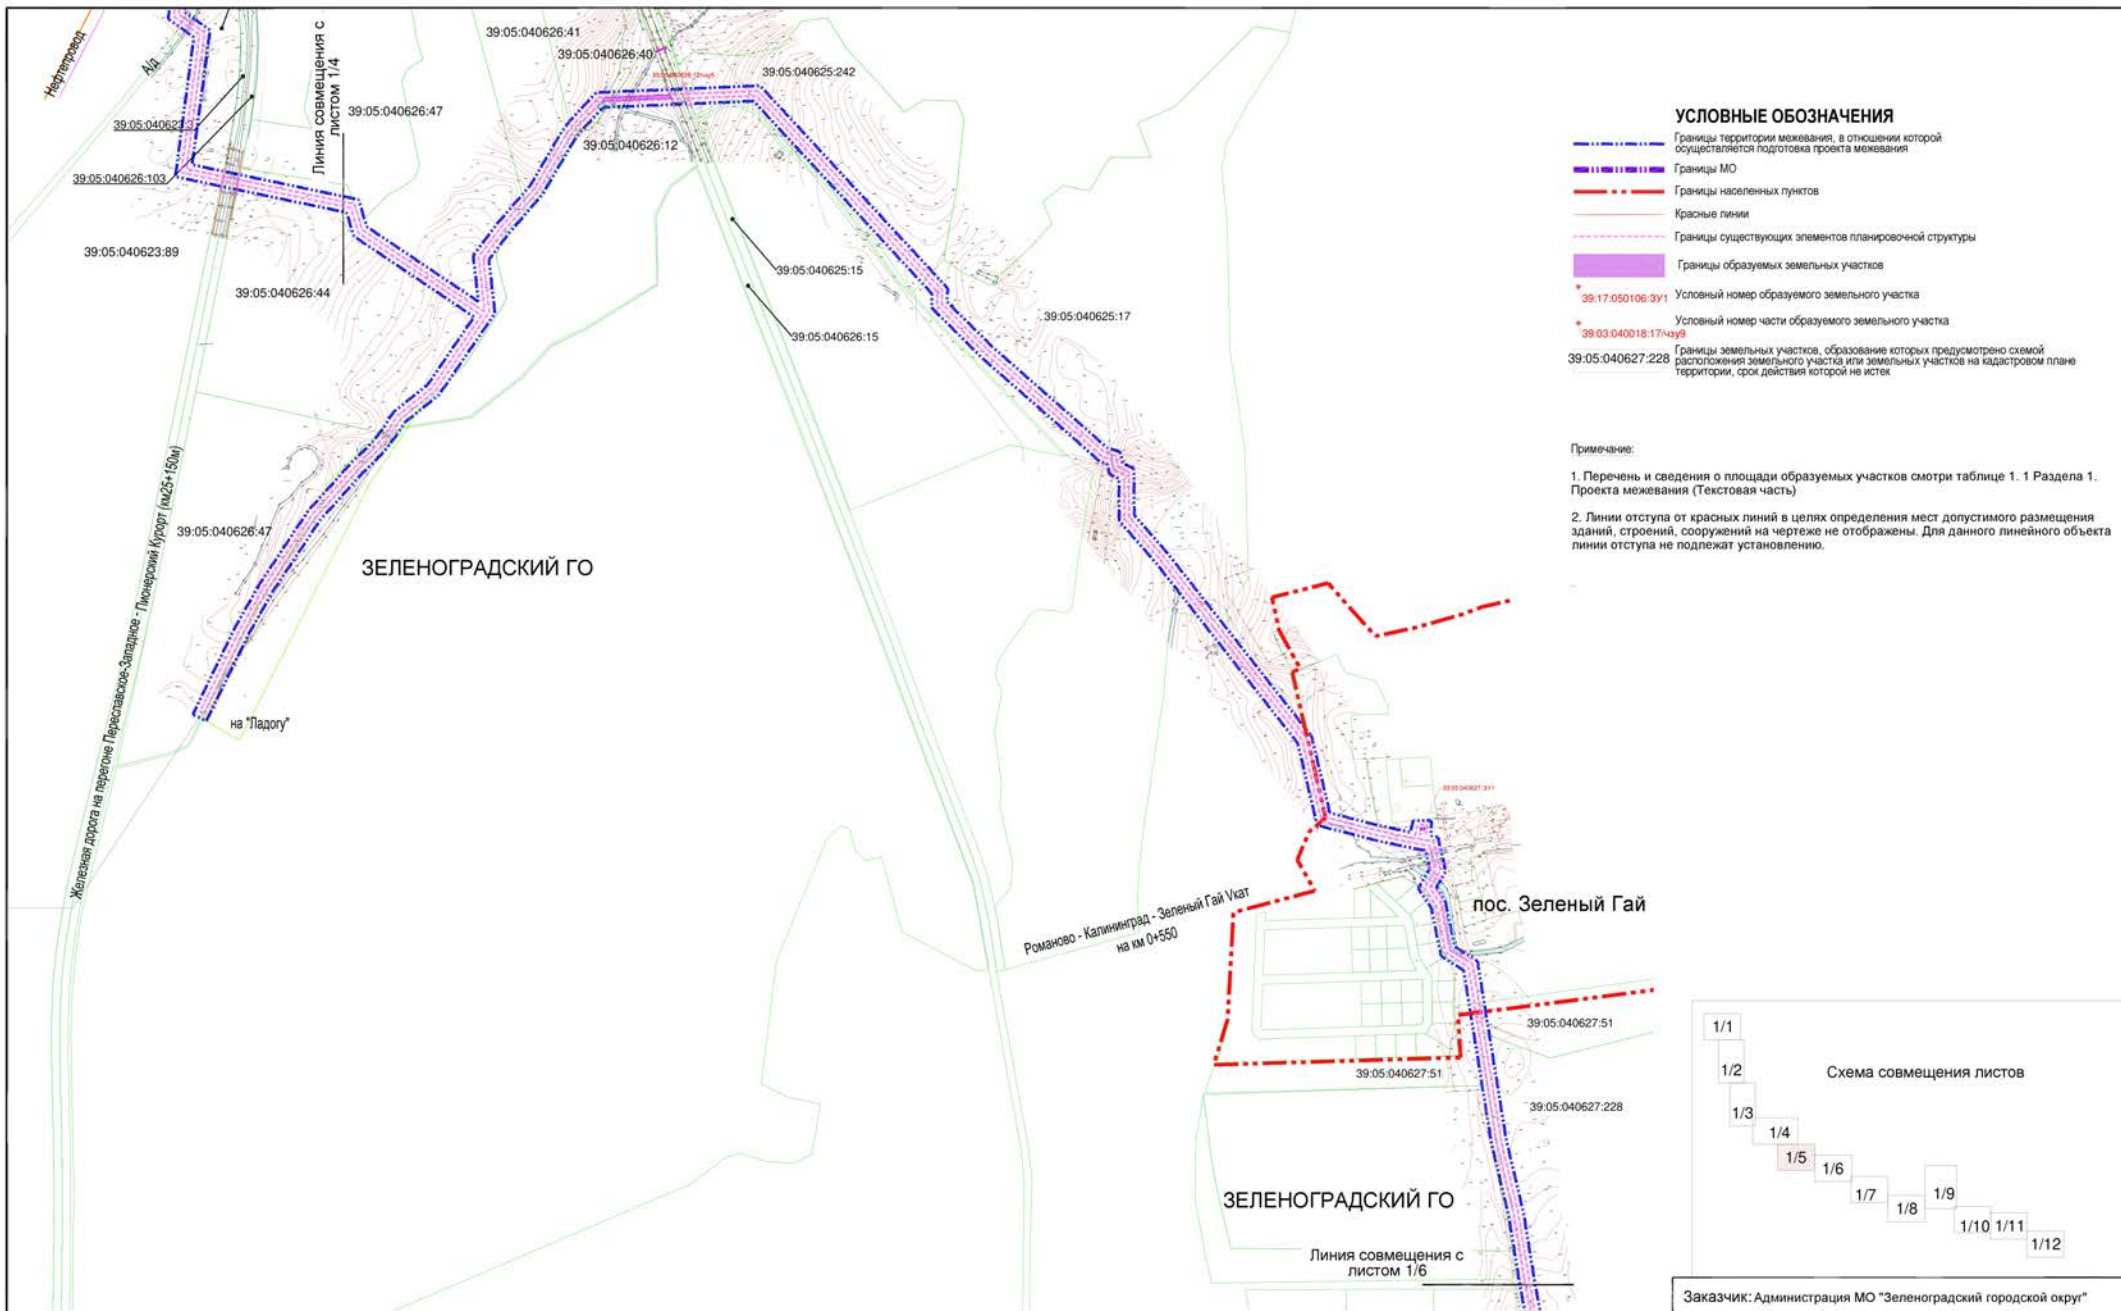 Нефтепровод
А/д
39:05:040623:3
39:05:040626:103
39:05:040623:89
39:05:040626:44
Линия совмещения с
листом 1/4
39:05:040626:47
39:05:040626:41
39:05:040626:40
39:05:040625:242
39:05:040626:12
39:05:040625:15
39:05:040626:15
39:05:040625:17
39:05:040626:47
ЗЕЛЕНОГРАДСКИЙ ГО
на "Ладогу"
Железная дорога на перегоне Переславское-Западное - Пионерский Курорт (км25+150м)
Романово - Калининград - Зеленый Гай Vкат
на км 0+550
39:05:040627:ЗУ1
пос. Зеленый Гай
39:05:040627:51
39:05:040627:51
39:05:040627:228
ЗЕЛЕНОГРАДСКИЙ ГО
Линия совмещения с
листом 1/6
УСЛОВНЫЕ ОБОЗНАЧЕНИЯ
Границы территории межевания, в отношении которой
осуществляется подготовка проекта межевания
Границы МО
Границы населенных пунктов
Красные линии
Границы существующих элементов планировочной структуры
Границы образуемых земельных участков
39:17:050106:ЗУ1 Условный номер образуемого земельного участка
Условный номер части образуемого земельного участка
39:03:040018:17/чзу9
39:05:040627:228 Границы земельных участков, образование которых предусмотрено схемой
расположения земельного участка или земельных участков на кадастровом плане
территории, срок действия которой не истек
Примечание:
1. Перечень и сведения о площади образуемых участков смотри таблице 1. 1 Раздела 1.
Проекта межевания (Текстовая часть)
2. Линии отступа от красных линий в целях определения мест допустимого размещения
зданий, строений, сооружений на чертеже не отображены. Для данного линейного объекта
линии отступа не подлежат установлению.
Схема совмещения листов
1/1
1/2
1/3
1/4
1/5
1/6
1/7
1/8
1/9
1/10
1/11
1/12
Заказчик: Администрация МО "Зеленоградский городской округ"